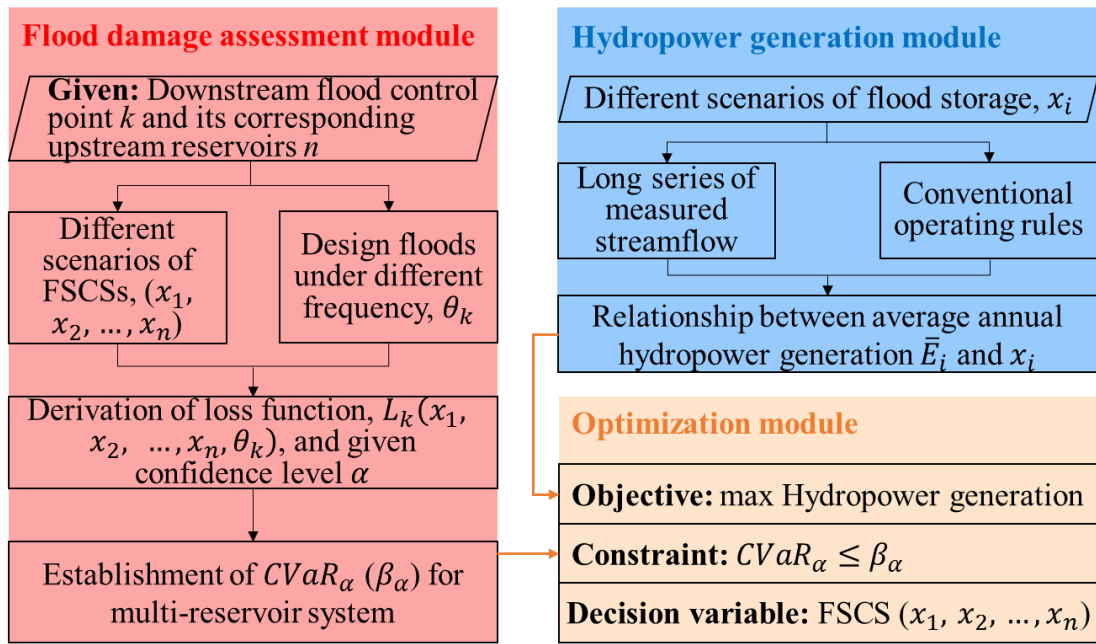 Flood damage assessment module
Given: Downstream flood control
point k and its corresponding
upstream reservoirs n
Different
scenarios of
FSCSs, (x₁,
x₂, …, xₙ)
Design floods
under different
frequency, θₖ
Derivation of loss function, Lₖ(x₁,
x₂, …, xₙ, θₖ), and given
confidence level α
Establishment of CVaRα (βα) for
multi-reservoir system
Hydropower generation module
Different scenarios of flood storage, xᵢ
Long series of
measured
streamflow
Conventional
operating rules
Relationship between average annual
hydropower generation Ēᵢ and xᵢ
Optimization module
Objective: max Hydropower generation
Constraint: CVaRα ≤ βα
Decision variable: FSCS (x₁, x₂, …, xₙ)